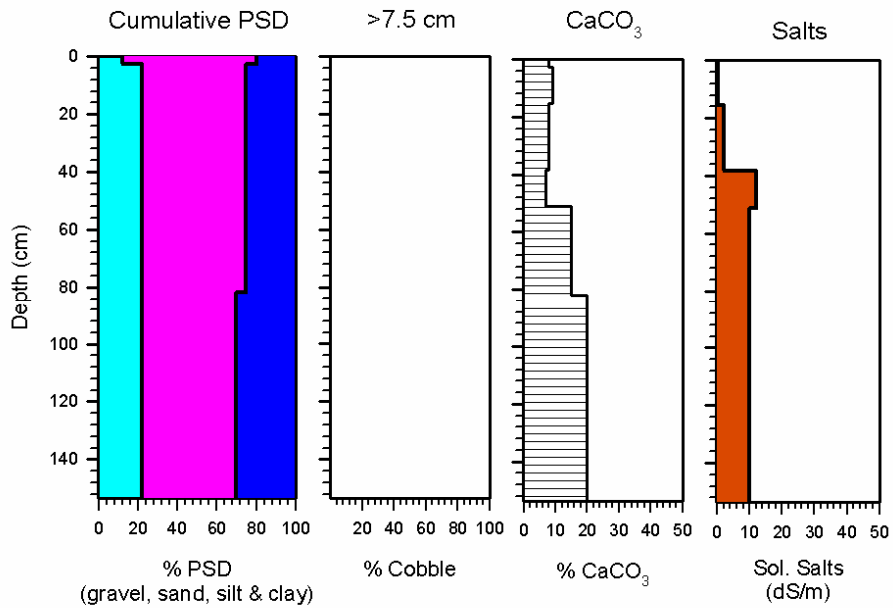 Cumulative PSD
>7.5 cm
CaCO₃
Salts
Depth (cm)
0
20
40
60
80
100
120
140
0 20 40 60 80 100
0 20 40 60 80 100
0 10 20 30 40 50
0 10 20 30 40 50
% PSD
(gravel, sand, silt & clay)
% Cobble
% CaCO₃
Sol. Salts
(dS/m)